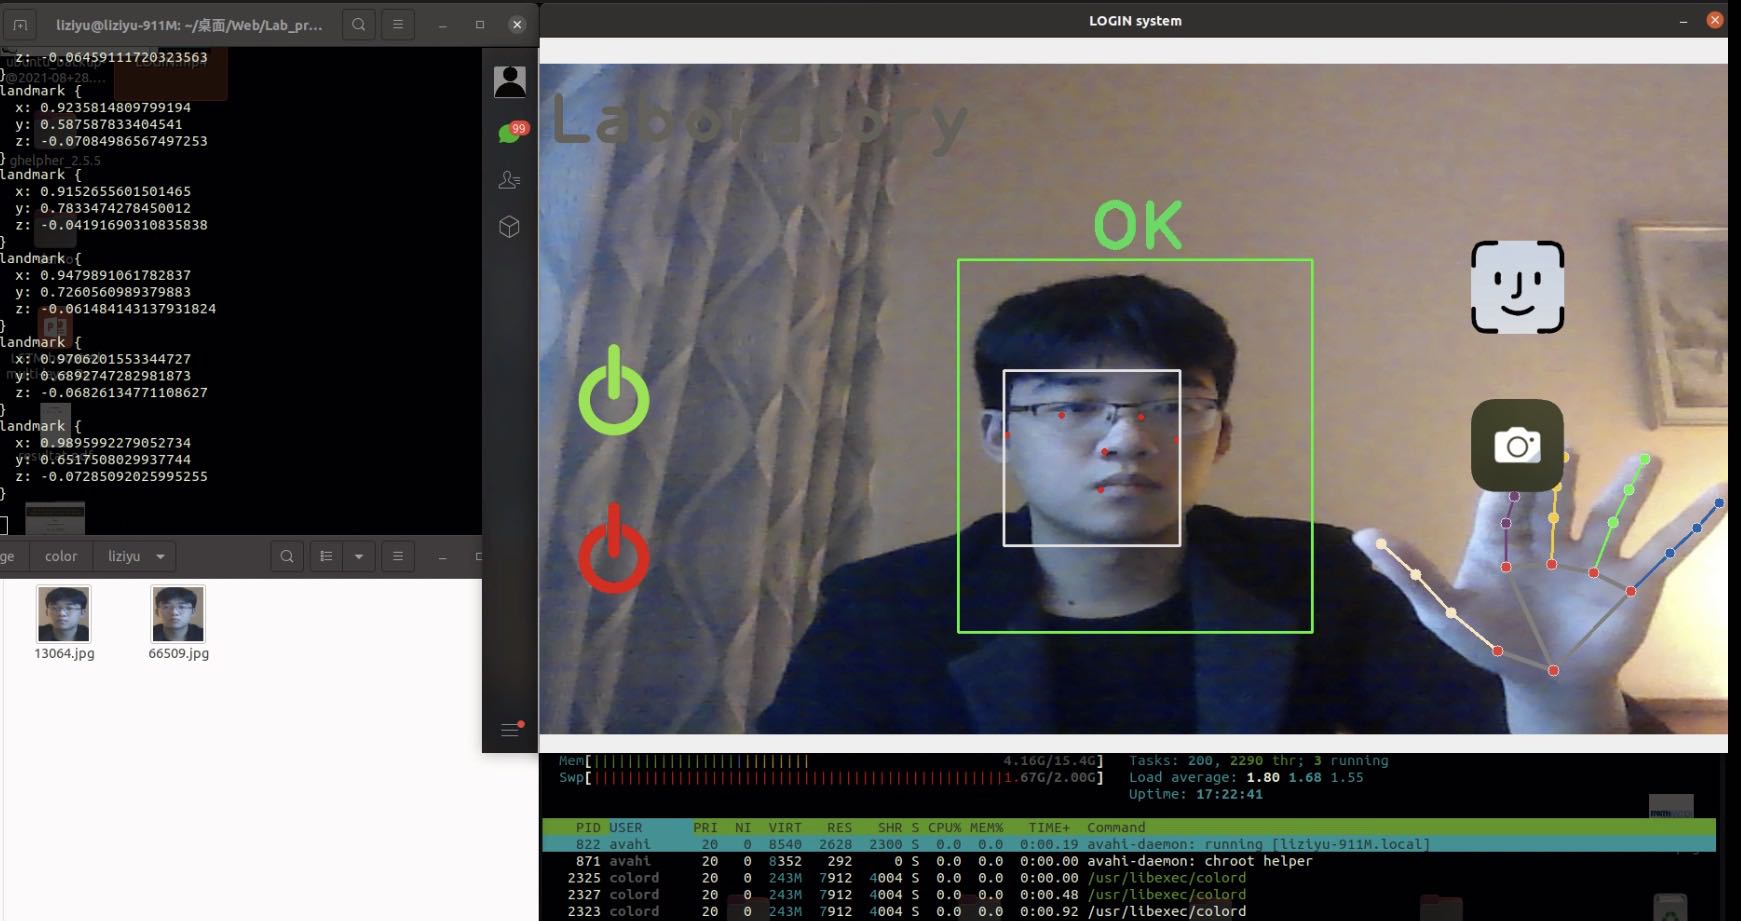 liziyu@liziyu-911M: ~/桌面/Web/Lab_pr...
z: -0.06459111720323563
}
landmark {
x: 0.9235814809799194
y: 0.587587833404541
z: -0.07084986567497253
}
ghelpher_2.5.5
landmark {
x: 0.9152655601501465
y: 0.7833474278450012
z: -0.04191690310835838
}
landmark {
x: 0.9479891061782837
y: 0.7260560989379883
z: -0.061484143137931824
}
landmark {
x: 0.9706201553344727
y: 0.6892747282981873
z: -0.06826134771108627
}
landmark {
x: 0.9895992279052734
y: 0.6517508029937744
z: -0.07285092025995255
}
99
ge color liziyu
13064.jpg 66509.jpg
LOGIN system
Laboratory
OK
Mem[ 4.16G/15.4G] Tasks: 200, 2290 thr; 3 running
Swp[ 1.67G/2.00G] Load average: 1.80 1.68 1.55
Uptime: 17:22:41
PID USER PRI NI VIRT RES SHR S CPU% MEM% TIME+ Command
822 avahi 20 0 8540 2628 2300 S 0.0 0.0 0:00.19 avahi-daemon: running [liziyu-911M.local]
871 avahi 20 0 8352 292 0 S 0.0 0.0 0:00.00 avahi-daemon: chroot helper
2325 colord 20 0 243M 7912 4004 S 0.0 0.0 0:00.00 /usr/libexec/colord
2327 colord 20 0 243M 7912 4004 S 0.0 0.0 0:00.48 /usr/libexec/colord
2323 colord 20 0 243M 7912 4004 S 0.0 0.0 0:00.92 /usr/libexec/colord